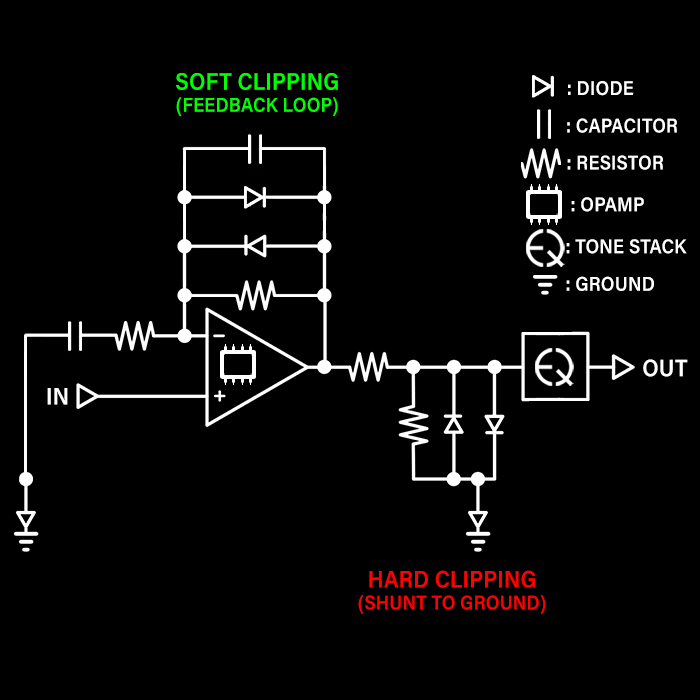 SOFT CLIPPING
(FEEDBACK LOOP)
: DIODE
: CAPACITOR
: RESISTOR
: OPAMP
: TONE STACK
: GROUND
−
IN
+
Q
OUT
HARD CLIPPING
(SHUNT TO GROUND)